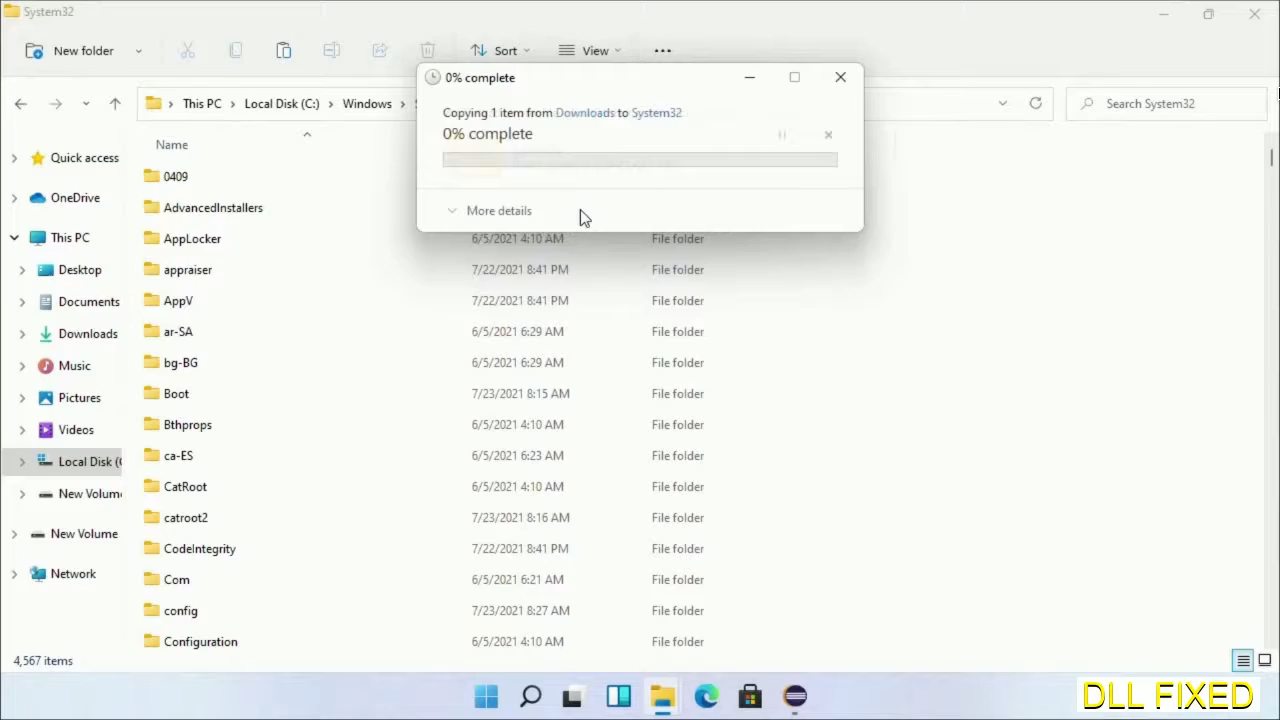 System32
New folder
Sort
View
0% complete
This PC
Local Disk (C:)
Windows
Search System32
Copying 1 item from Downloads to System32
0% complete
More details
Name
Quick access
OneDrive
This PC
Desktop
Documents
Downloads
Music
Pictures
Videos
Local Disk (
New Volum
New Volume
Network
0409
AdvancedInstallers
AppLocker 6/5/2021 4:10 AM File folder
appraiser 7/22/2021 8:41 PM File folder
AppV 7/22/2021 8:41 PM File folder
ar-SA 6/5/2021 6:29 AM File folder
bg-BG 6/5/2021 6:29 AM File folder
Boot 7/23/2021 8:15 AM File folder
Bthprops 6/5/2021 4:10 AM File folder
ca-ES 6/5/2021 6:23 AM File folder
CatRoot 6/5/2021 4:10 AM File folder
catroot2 7/23/2021 8:16 AM File folder
CodeIntegrity 7/22/2021 8:41 PM File folder
Com 6/5/2021 6:21 AM File folder
config 7/23/2021 8:27 AM File folder
Configuration 6/5/2021 4:10 AM File folder
4,567 items
DLL FIXED